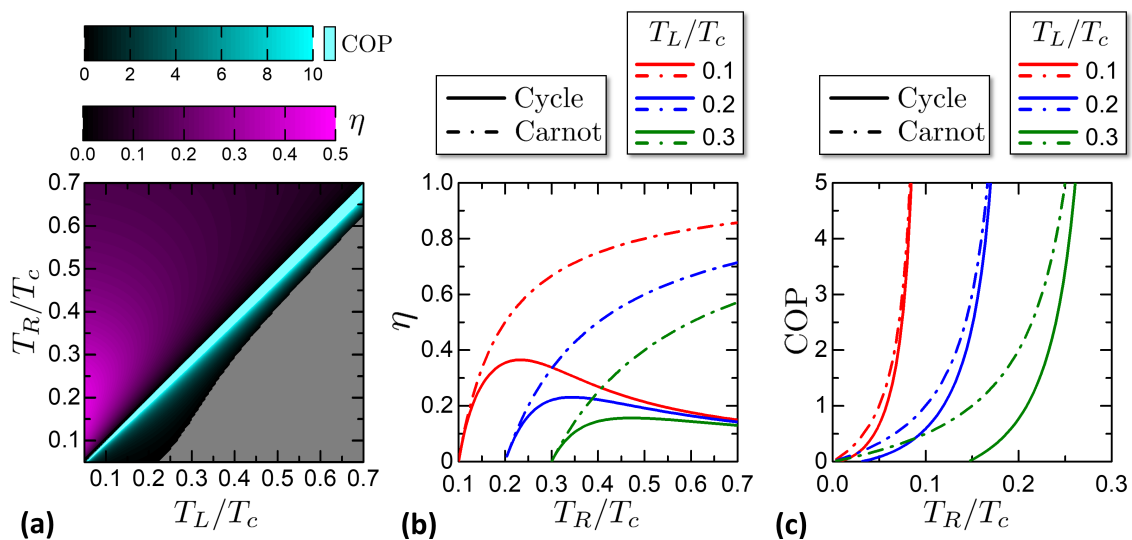 COP
0 2 4 6 8 10
η
0.0 0.1 0.2 0.3 0.4 0.5
0.7
0.6
0.5
0.4
0.3
0.2
0.1
T_R/T_c
0.1 0.2 0.3 0.4 0.5 0.6 0.7
T_L/T_c
(a)
Cycle
Carnot
T_L/T_c
0.1
0.2
0.3
1.0
0.8
0.6
0.4
0.2
0
η
0.1 0.2 0.3 0.4 0.5 0.6 0.7
T_R/T_c
(b)
Cycle
Carnot
T_L/T_c
0.1
0.2
0.3
5
4
3
2
1
0
COP
0.0 0.1 0.2 0.3
T_R/T_c
(c)